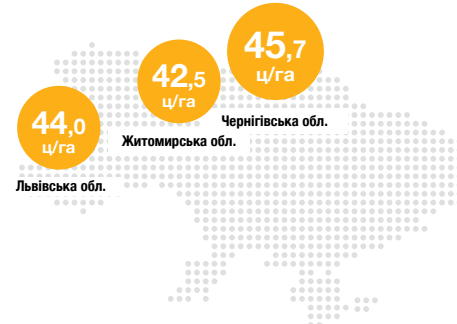 45,7
ц/га
Чернігівська обл.
42,5
ц/га
Житомирська обл.
44,0
ц/га
Львівська обл.